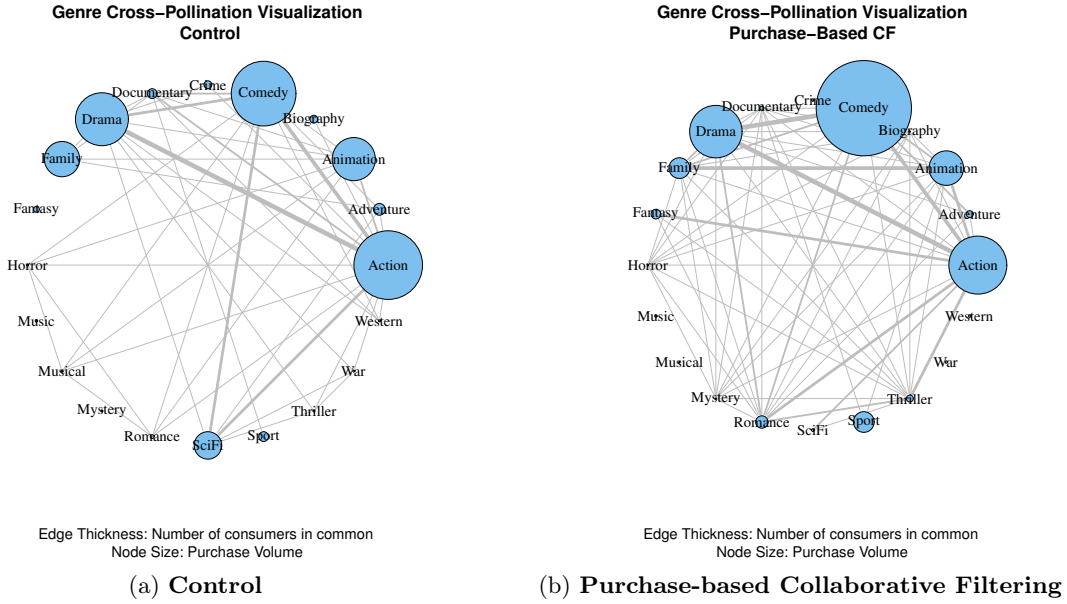 Genre Cross−Pollination Visualization
Control
Crime
Documentary
Comedy
Drama
Biography
Family
Animation
Fantasy
Adventure
Horror
Action
Music
Western
Musical
War
Mystery
Thriller
Romance
SciFi
Sport
Edge Thickness: Number of consumers in common
Node Size: Purchase Volume
(a) Control
Genre Cross−Pollination Visualization
Purchase−Based CF
Crime
Documentary
Comedy
Drama
Biography
Family
Animation
Fantasy
Adventure
Horror
Action
Music
Western
Musical
War
Mystery
Thriller
Romance
SciFi
Sport
Edge Thickness: Number of consumers in common
Node Size: Purchase Volume
(b) Purchase-based Collaborative Filtering